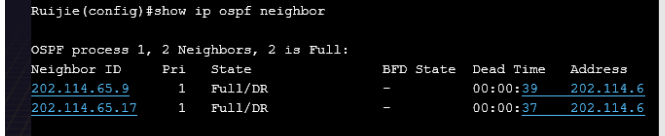 Ruijie(config)#show ip ospf neighbor
OSPF process 1, 2 Neighbors, 2 is Full:
Neighbor ID Pri State BFD State Dead Time Address
202.114.65.9 1 Full/DR - 00:00:39 202.114.6
202.114.65.17 1 Full/DR - 00:00:37 202.114.6